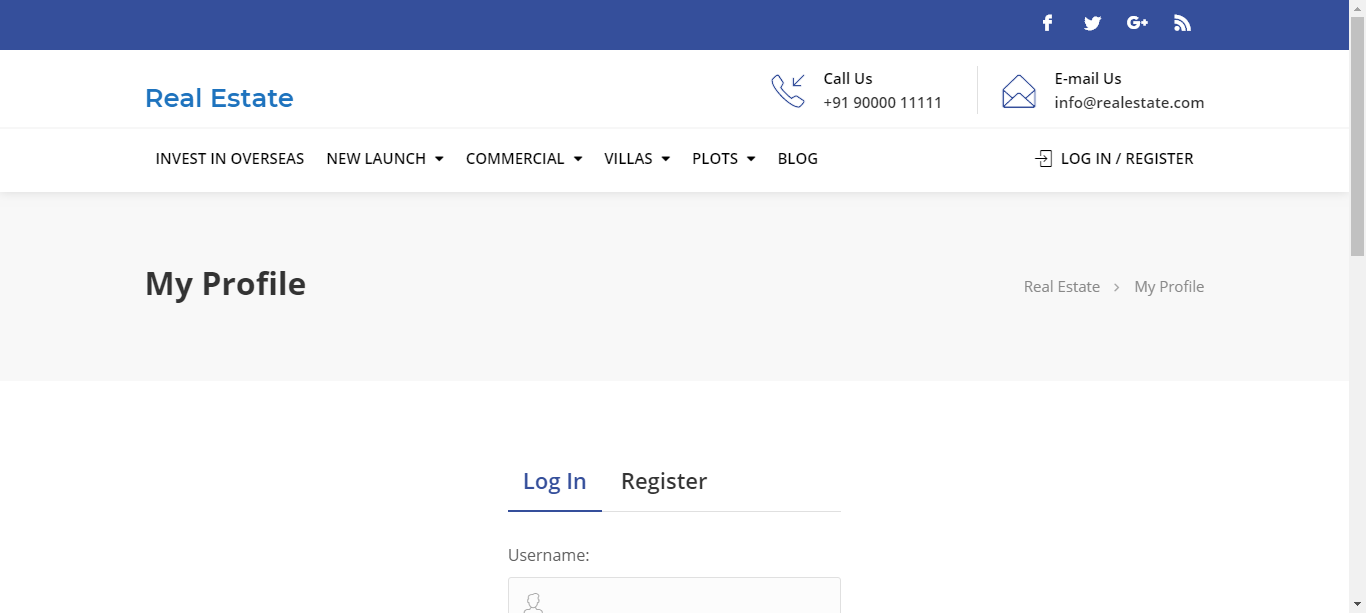 Real Estate
Call Us
+91 90000 11111
E-mail Us
info@realestate.com
INVEST IN OVERSEAS NEW LAUNCH COMMERCIAL VILLAS PLOTS BLOG LOG IN / REGISTER
My Profile
Real Estate > My Profile
Log In Register
Username: